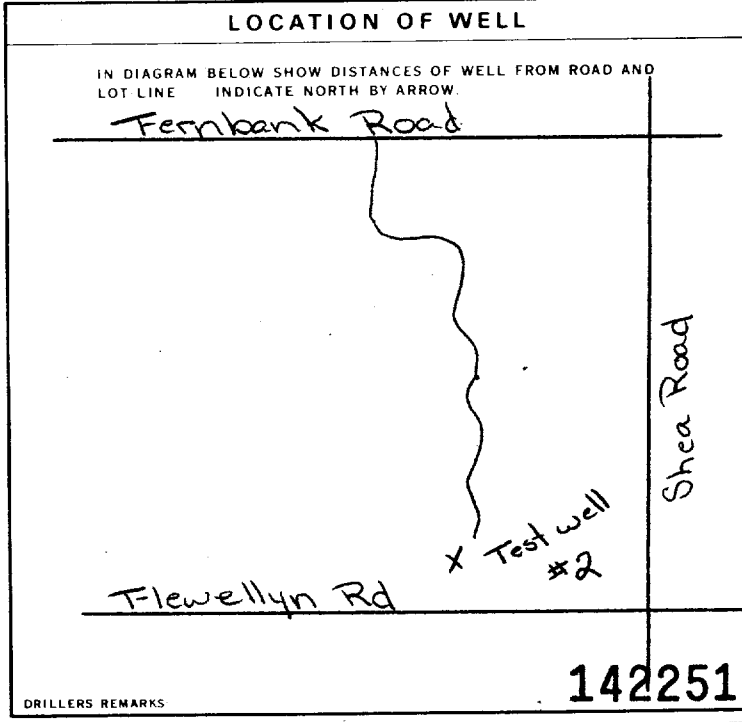 LOCATION OF WELL
IN DIAGRAM BELOW SHOW DISTANCES OF WELL FROM ROAD AND
LOT LINE INDICATE NORTH BY ARROW.
Fernbank Road
Shea Road
X Test well
#2
Flewellyn Rd
142251
DRILLERS REMARKS